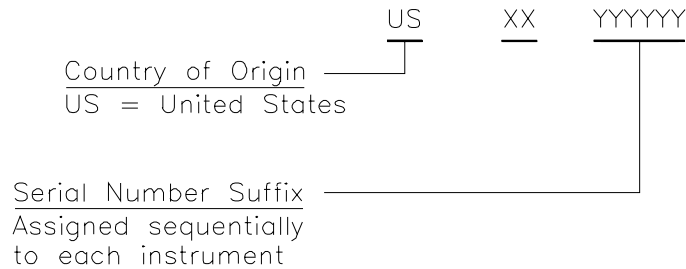 US XX YYYYYY
Country of Origin
US = United States
Serial Number Suffix
Assigned sequentially
to each instrument